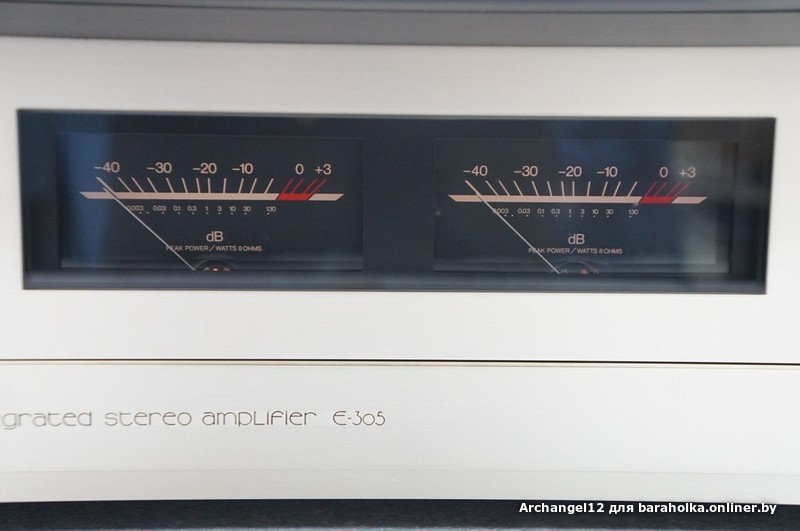 -40 -30 -20 -10 0 +3
0.003 0.03 0.1 0.3 1 3 10 30 130
dB
PEAK POWER/WATTS 8 OHMS
-40 -30 -20 -10 0 +3
0.003 0.03 0.1 0.3 1 3 10 30 130
dB
PEAK POWER/WATTS 8 OHMS
grated stereo amplifier E-305
Archangel12 для baraholka.onliner.by